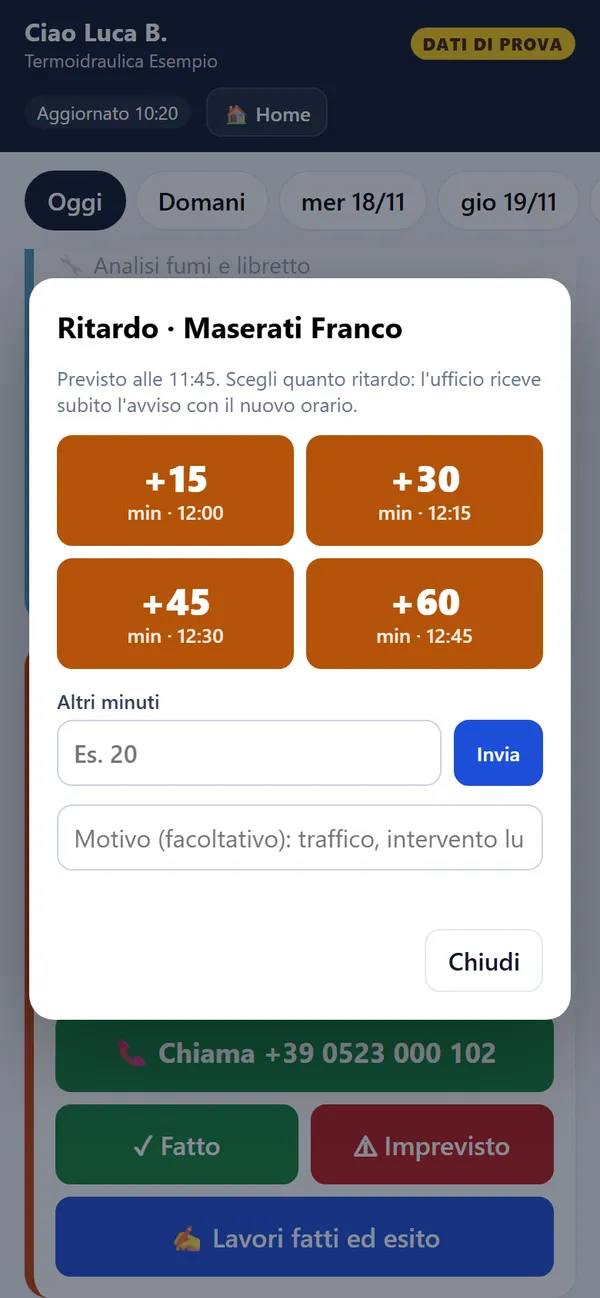 Ciao Luca B.
Termoidraulica Esempio
DATI DI PROVA
Aggiornato 10:20
Home
Oggi
Domani
mer 18/11
gio 19/11
Analisi fumi e libretto
Ritardo · Maserati Franco
Previsto alle 11:45. Scegli quanto ritardo: l'ufficio riceve
subito l'avviso con il nuovo orario.
+15
min · 12:00
+30
min · 12:15
+45
min · 12:30
+60
min · 12:45
Altri minuti
Es. 20
Invia
Motivo (facoltativo): traffico, intervento lu
Chiudi
Chiama +39 0523 000 102
✓ Fatto
⚠ Imprevisto
Lavori fatti ed esito